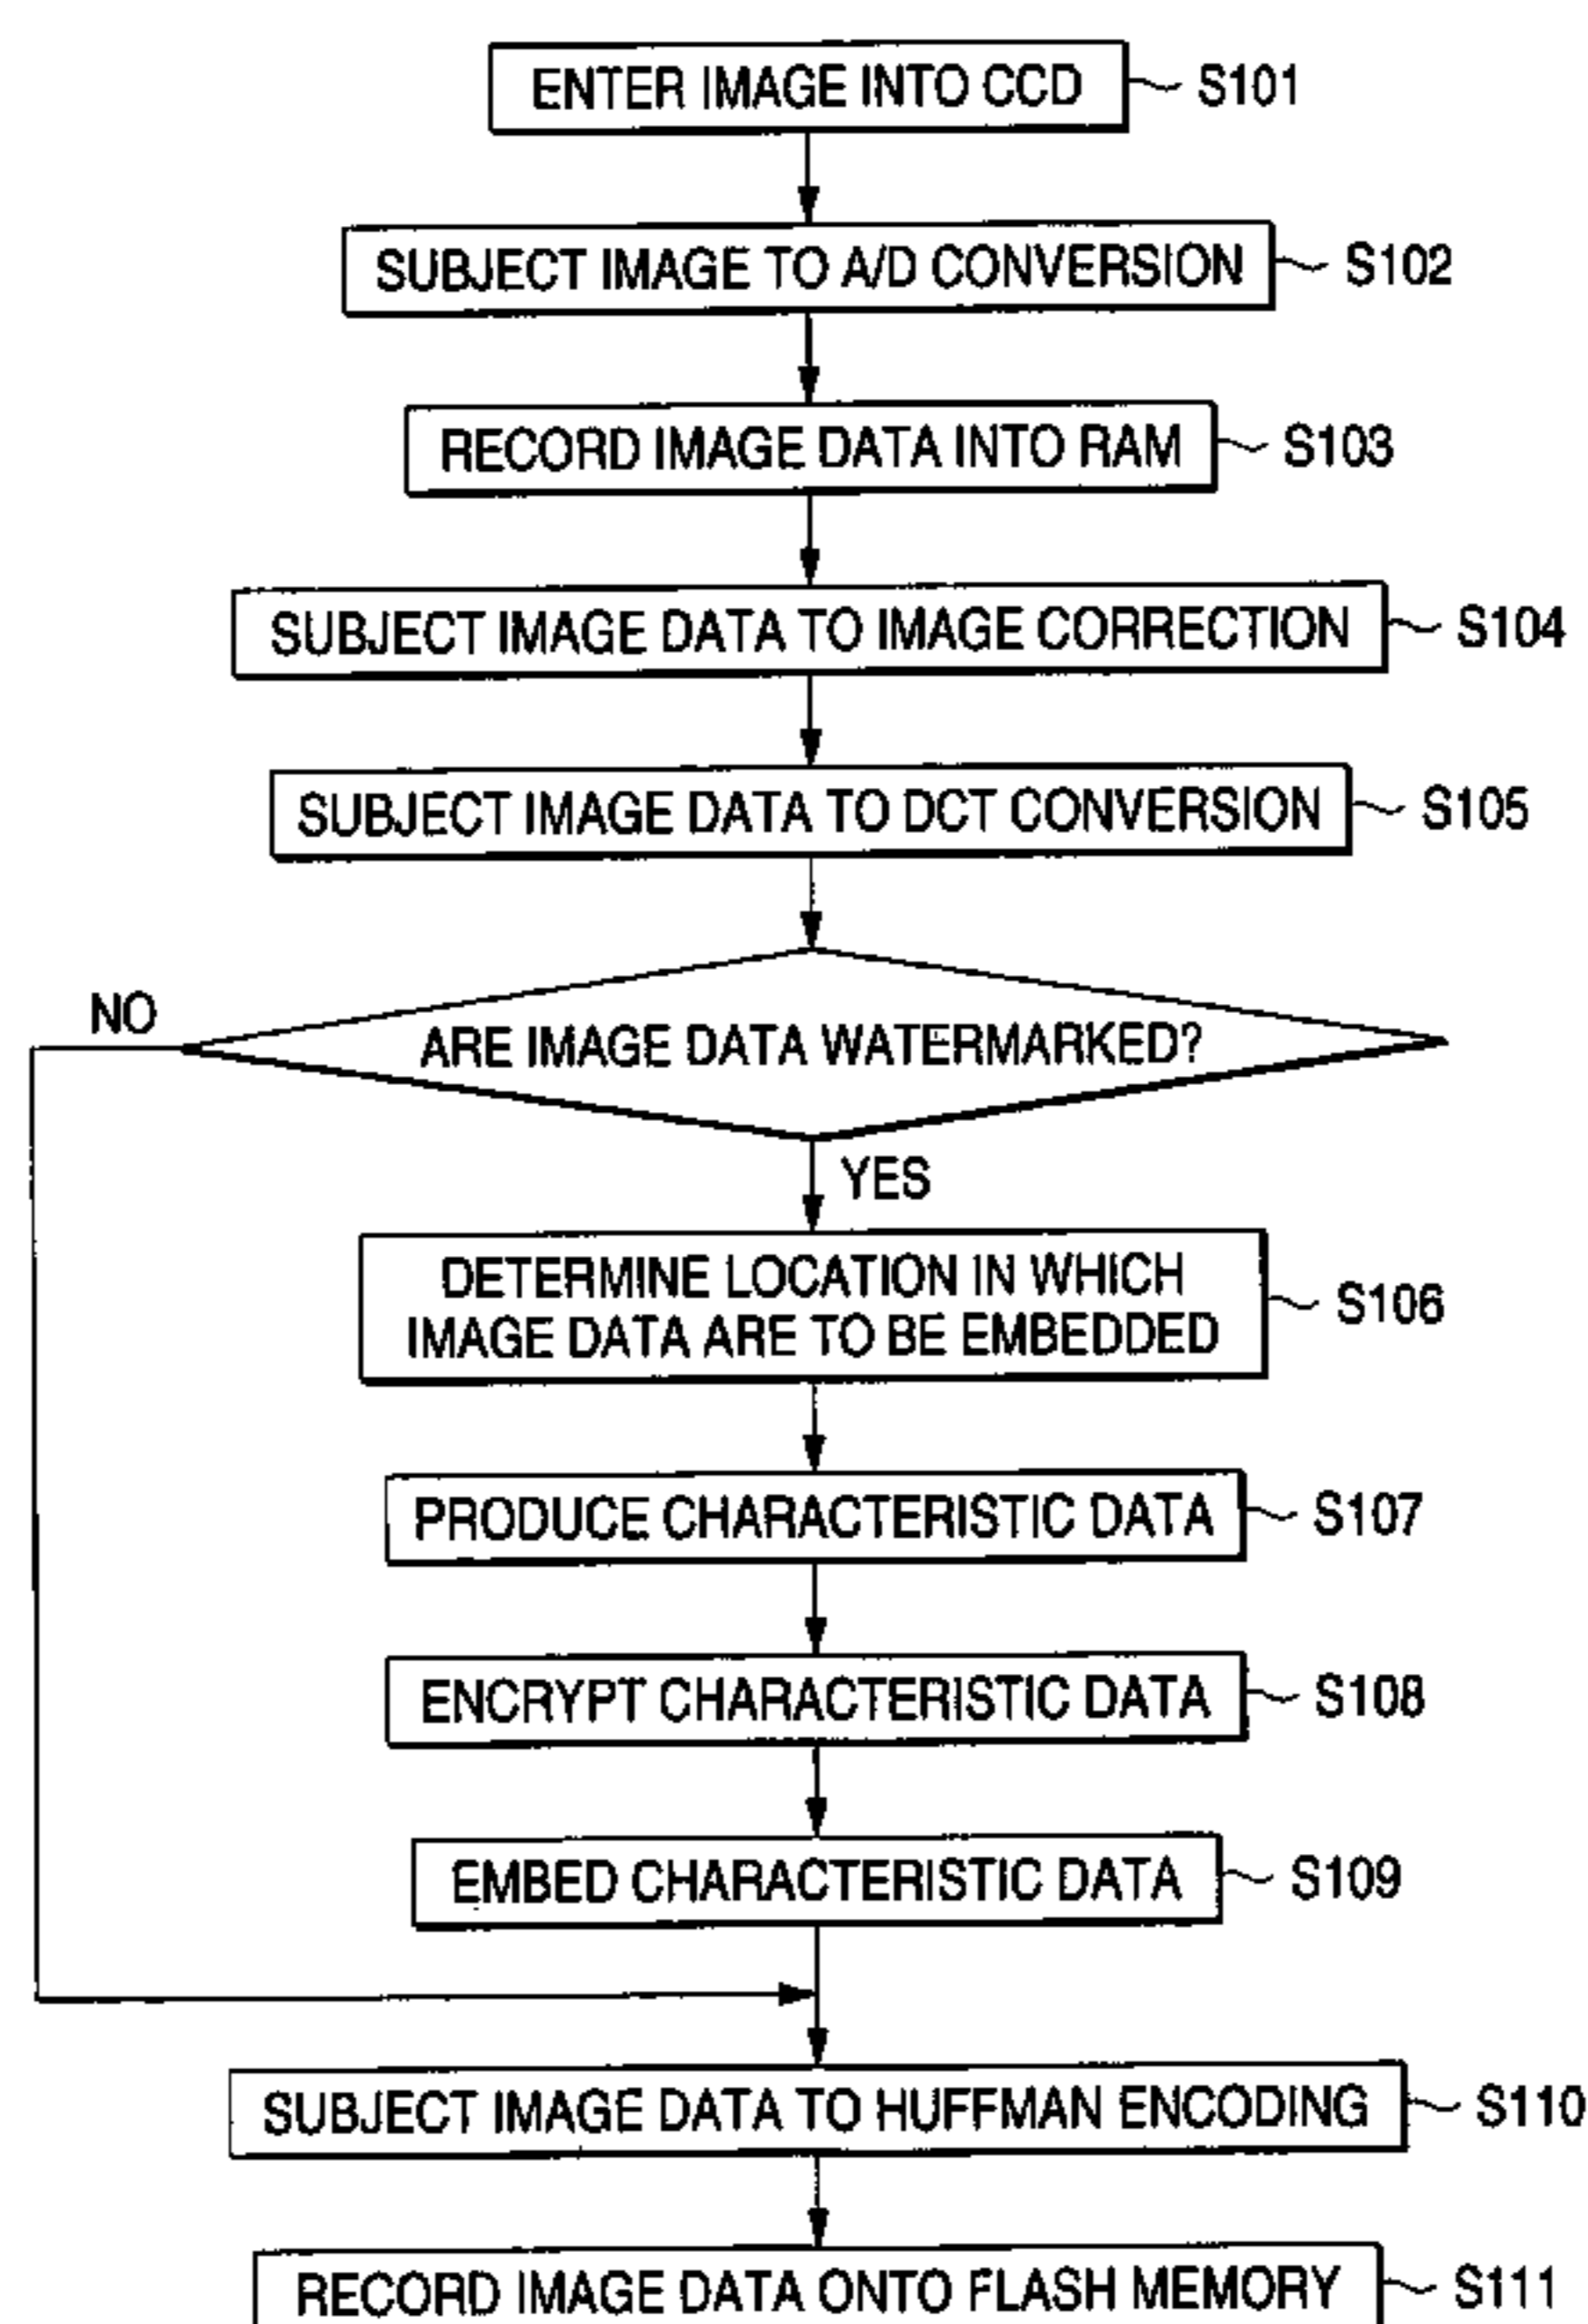 ENTER IMAGE INTO CCD S101
SUBJECT IMAGE TO A/D CONVERSION S102
RECORD IMAGE DATA INTO RAM S103
SUBJECT IMAGE DATA TO IMAGE CORRECTION S104
SUBJECT IMAGE DATA TO DCT CONVERSION S105
NO
ARE IMAGE DATA WATERMARKED?
YES
DETERMINE LOCATION IN WHICH
IMAGE DATA ARE TO BE EMBEDDED S106
PRODUCE CHARACTERISTIC DATA S107
ENCRYPT CHARACTERISTIC DATA S108
EMBED CHARACTERISTIC DATA S109
SUBJECT IMAGE DATA TO HUFFMAN ENCODING S110
RECORD IMAGE DATA ONTO FLASH MEMORY S111